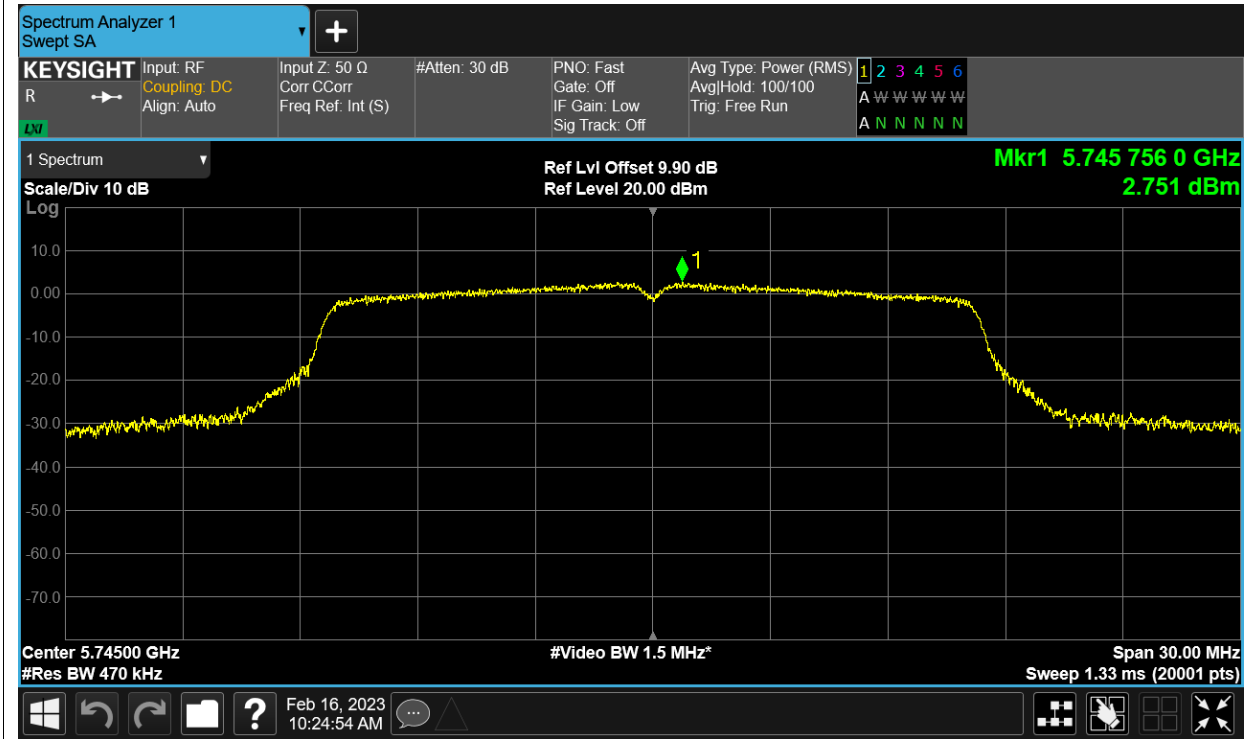 Spectrum Analyzer 1
Swept SA
KEYSIGHT
R
LXI
Input: RF
Coupling: DC
Align: Auto
Input Z: 50 Ω
Corr CCorr
Freq Ref: Int (S)
#Atten: 30 dB
PNO: Fast
Gate: Off
IF Gain: Low
Sig Track: Off
Avg Type: Power (RMS)
Avg|Hold: 100/100
Trig: Free Run
1 2 3 4 5 6
A W W W W W
A N N N N N
1 Spectrum
Scale/Div 10 dB
Log
Ref Lvl Offset 9.90 dB
Ref Level 20.00 dBm
Mkr1 5.745 756 0 GHz
2.751 dBm
1
10.0
0.00
-10.0
-20.0
-30.0
-40.0
-50.0
-60.0
-70.0
Center 5.74500 GHz
#Video BW 1.5 MHz*
Span 30.00 MHz
#Res BW 470 kHz
Sweep 1.33 ms (20001 pts)
?
Feb 16, 2023
10:24:54 AM